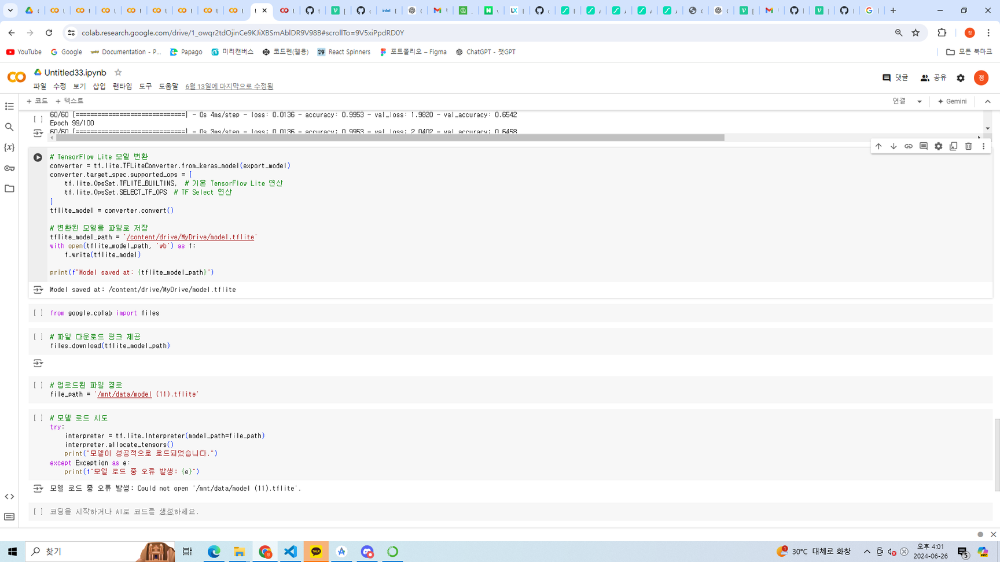 colab.research.google.com/drive/1_owqr2tdOjinCe9KJiXBSmAblDR9V98B#scrollTo=9V5xiPpdRD0Y
YouTube
Google
Documentation - P...
Papago
미리캔버스
코드펜(웹용)
React Spinners
포트폴리오 – Figma
ChatGPT - 챗GPT
모든 북마크
Untitled33.ipynb
댓글
공유
정
파일 수정 보기 삽입 런타임 도구 도움말 6월 13일에 마지막으로 수정됨
+ 코드 + 텍스트
연결
Gemini
60/60 [==============================] - 0s 4ms/step - loss: 0.0136 - accuracy: 0.9953 - val_loss: 1.9820 - val_accuracy: 0.6542
[ ]
Epoch 99/100
60/60 [==============================] - 0s 3ms/step - loss: 0.0136 - accuracy: 0.9953 - val_loss: 2.0402 - val_accuracy: 0.6458
# TensorFlow Lite 모델 변환
converter = tf.lite.TFLiteConverter.from_keras_model(export_model)
converter.target_spec.supported_ops = [
    tf.lite.OpsSet.TFLITE_BUILTINS,  # 기본 TensorFlow Lite 연산
    tf.lite.OpsSet.SELECT_TF_OPS  # TF Select 연산
]
tflite_model = converter.convert()
# 변환된 모델을 파일로 저장
tflite_model_path = '/content/drive/MyDrive/model.tflite'
with open(tflite_model_path, 'wb') as f:
    f.write(tflite_model)
print(f"Model saved at: {tflite_model_path}")
Model saved at: /content/drive/MyDrive/model.tflite
[ ] from google.colab import files
[ ] # 파일 다운로드 링크 제공
files.download(tflite_model_path)
[ ] # 업로드된 파일 경로
file_path = '/mnt/data/model (11).tflite'
[ ] # 모델 로드 시도
try:
    interpreter = tf.lite.Interpreter(model_path=file_path)
    interpreter.allocate_tensors()
    print("모델이 성공적으로 로드되었습니다.")
except Exception as e:
    print(f"모델 로드 중 오류 발생: {e}")
모델 로드 중 오류 발생: Could not open '/mnt/data/model (11).tflite'.
[ ] 코딩을 시작하거나 AI로 코드를 생성하세요.
찾기
30°C 대체로 화창
오후 4:01
2024-06-26
5